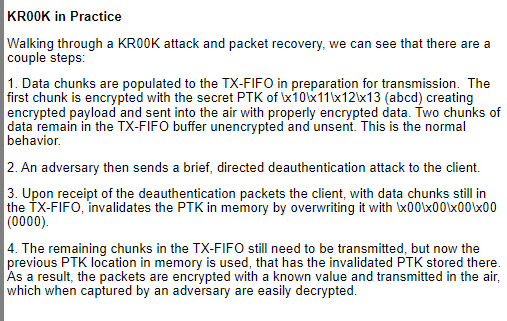 KR00K in Practice
Walking through a KR00K attack and packet recovery, we can see that there are a
couple steps:
1. Data chunks are populated to the TX-FIFO in preparation for transmission.  The
first chunk is encrypted with the secret PTK of \x10\x11\x12\x13 (abcd) creating
encrypted payload and sent into the air with properly encrypted data. Two chunks of
data remain in the TX-FIFO buffer unencrypted and unsent. This is the normal
behavior.
2. An adversary then sends a brief, directed deauthentication attack to the client.
3. Upon receipt of the deauthentication packets the client, with data chunks still in
the TX-FIFO, invalidates the PTK in memory by overwriting it with \x00\x00\x00\x00
(0000).
4. The remaining chunks in the TX-FIFO still need to be transmitted, but now the
previous PTK location in memory is used, that has the invalidated PTK stored there.
As a result, the packets are encrypted with a known value and transmitted in the air,
which when captured by an adversary are easily decrypted.